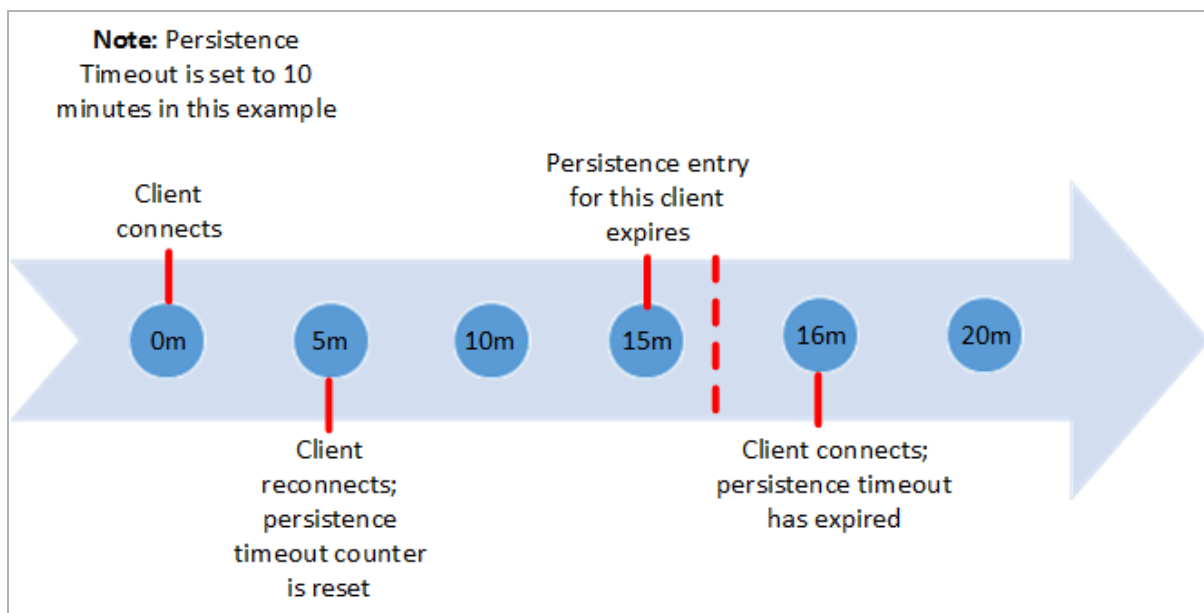 Note: Persistence
Timeout is set to 10
minutes in this example
Client
connects
Persistence entry
for this client
expires
0m
5m
10m
15m
16m
20m
Client
reconnects;
persistence
timeout counter
is reset
Client connects;
persistence timeout
has expired